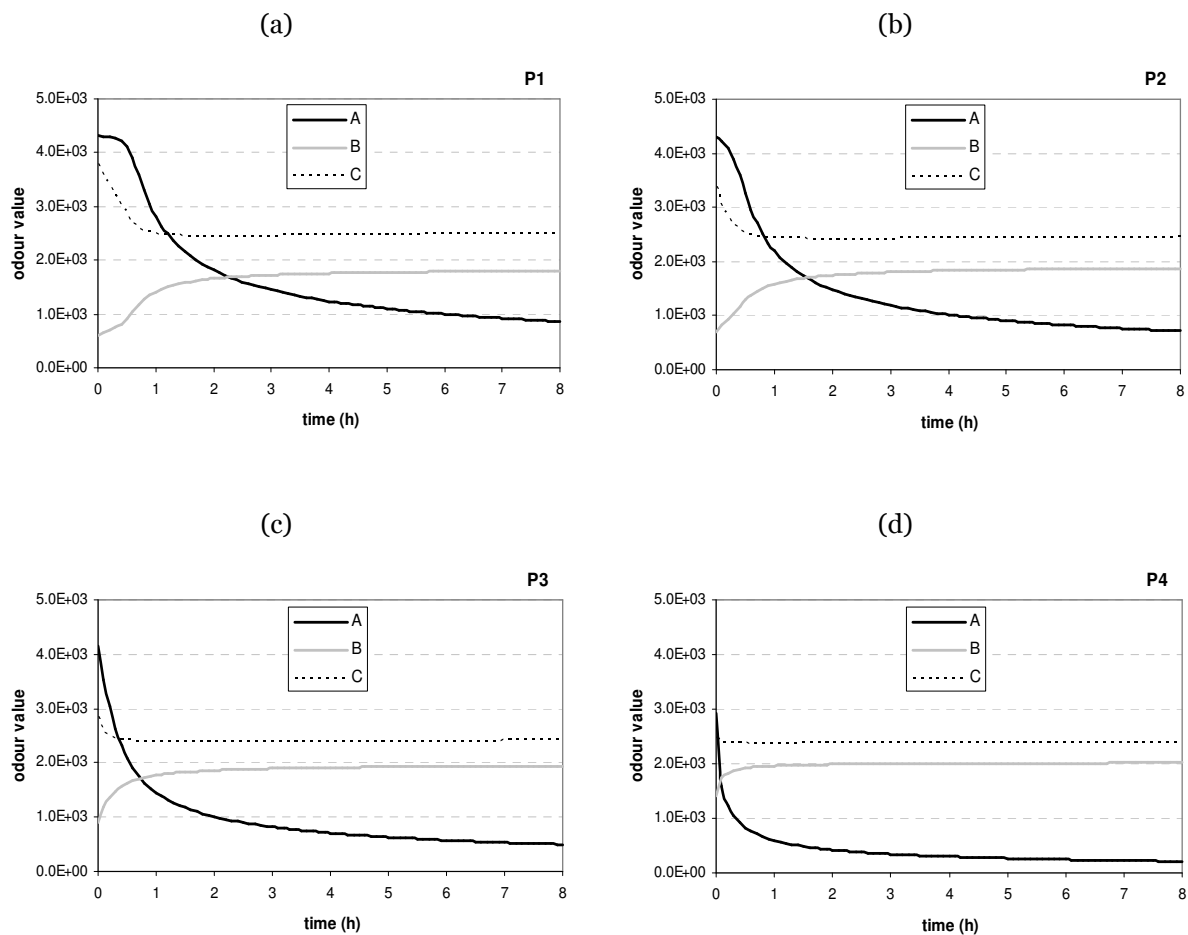 (a)
P1
5.0E+03
4.0E+03
3.0E+03
2.0E+03
1.0E+03
0.0E+00
odour value
A
B
C
0 1 2 3 4 5 6 7 8
time (h)
(b)
P2
5.0E+03
4.0E+03
3.0E+03
2.0E+03
1.0E+03
0.0E+00
odour value
A
B
C
0 1 2 3 4 5 6 7 8
time (h)
(c)
P3
5.0E+03
4.0E+03
3.0E+03
2.0E+03
1.0E+03
0.0E+00
odour value
A
B
C
0 1 2 3 4 5 6 7 8
time (h)
(d)
P4
5.0E+03
4.0E+03
3.0E+03
2.0E+03
1.0E+03
0.0E+00
odour value
A
B
C
0 1 2 3 4 5 6 7 8
time (h)